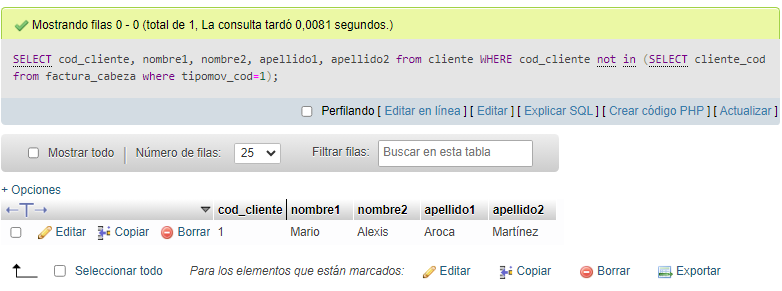 Mostrando filas 0 - 0 (total de 1, La consulta tardó 0,0081 segundos.)
SELECT cod_cliente, nombre1, nombre2, apellido1, apellido2 from cliente WHERE cod_cliente not in (SELECT cliente_cod
from factura_cabeza where tipomov_cod=1);
Perfilando [ Editar en línea ] [ Editar ] [ Explicar SQL ] [ Crear código PHP ] [ Actualizar ]
Mostrar todo | Número de filas: 25 Filtrar filas: Buscar en esta tabla
+ Opciones
←T→ cod_cliente nombre1 nombre2 apellido1 apellido2
Editar Copiar Borrar 1 Mario Alexis Aroca Martínez
Seleccionar todo Para los elementos que están marcados: Editar Copiar Borrar Exportar